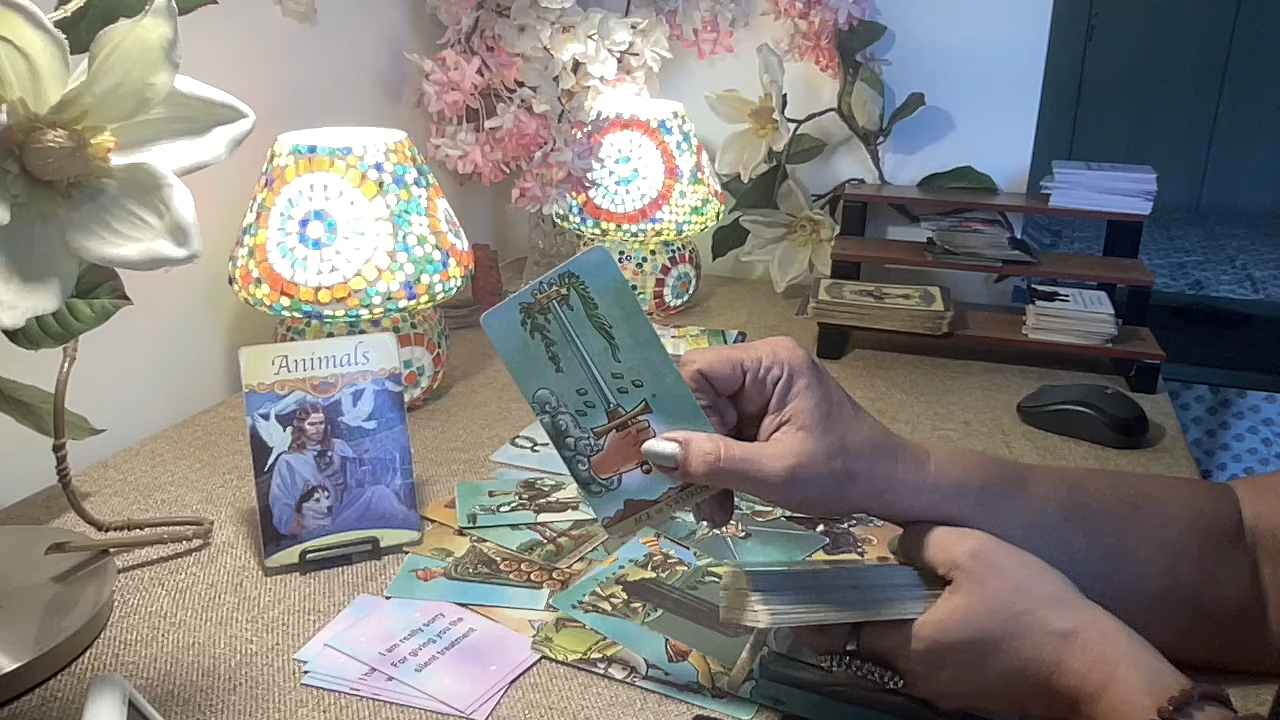 Animals
ACE OF SWORDS
I am really sorry
For giving you the
silent treatment